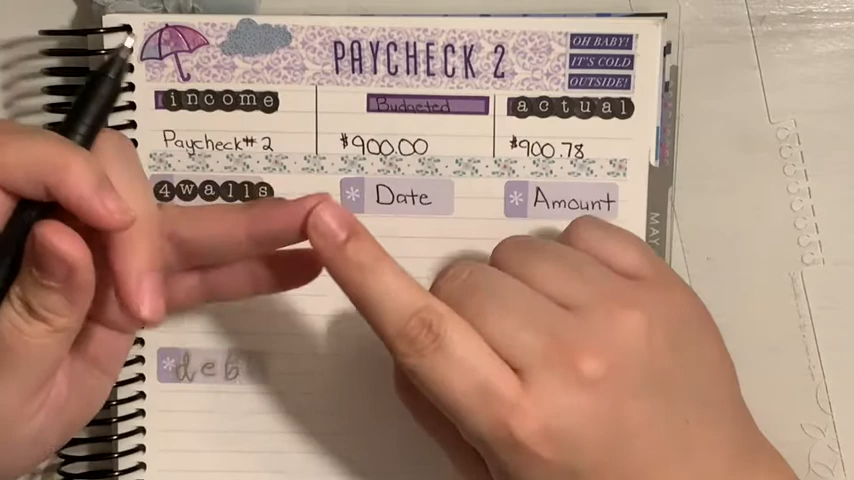 PAYCHECK 2
OH BABY!
IT'S COLD
OUTSIDE!
income Budgeted actual
Paycheck# 2 $900.00 $900.78
4walls * Date * Amount
MAY
* deb